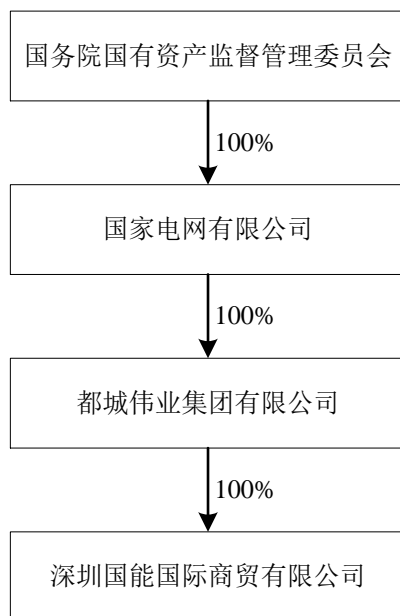 国务院国有资产监督管理委员会
100%
国家电网有限公司
100%
都城伟业集团有限公司
100%
深圳国能国际商贸有限公司